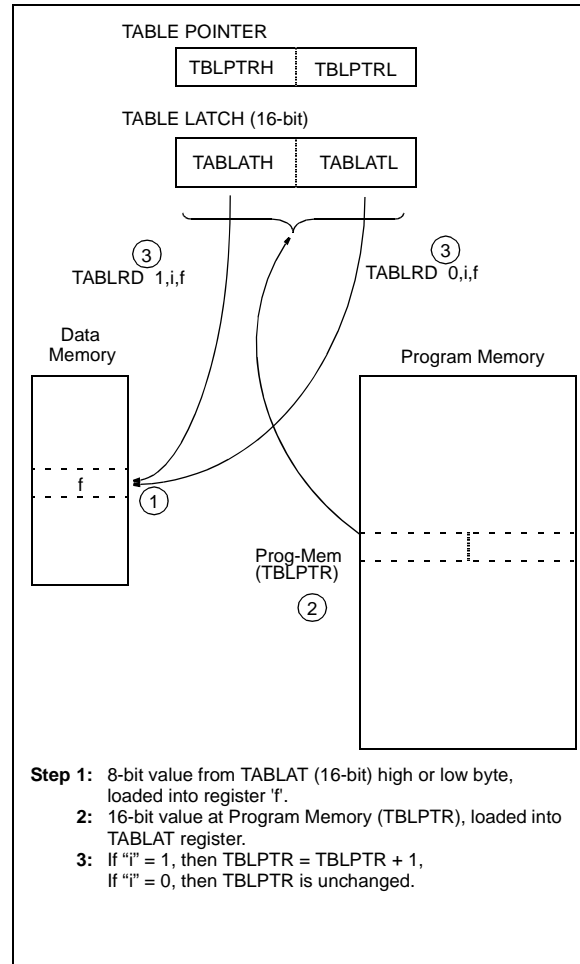 TABLE POINTER
TBLPTRH TBLPTRL
TABLE LATCH (16-bit)
TABLATH TABLATL
3
TABLRD 1,i,f
3
TABLRD 0,i,f
Data
Memory
Program Memory
f
1
Prog-Mem
(TBLPTR)
2
Step 1: 8-bit value from TABLAT (16-bit) high or low byte,
loaded into register 'f'.
2: 16-bit value at Program Memory (TBLPTR), loaded into
TABLAT register.
3: If “i” = 1, then TBLPTR = TBLPTR + 1,
If “i” = 0, then TBLPTR is unchanged.